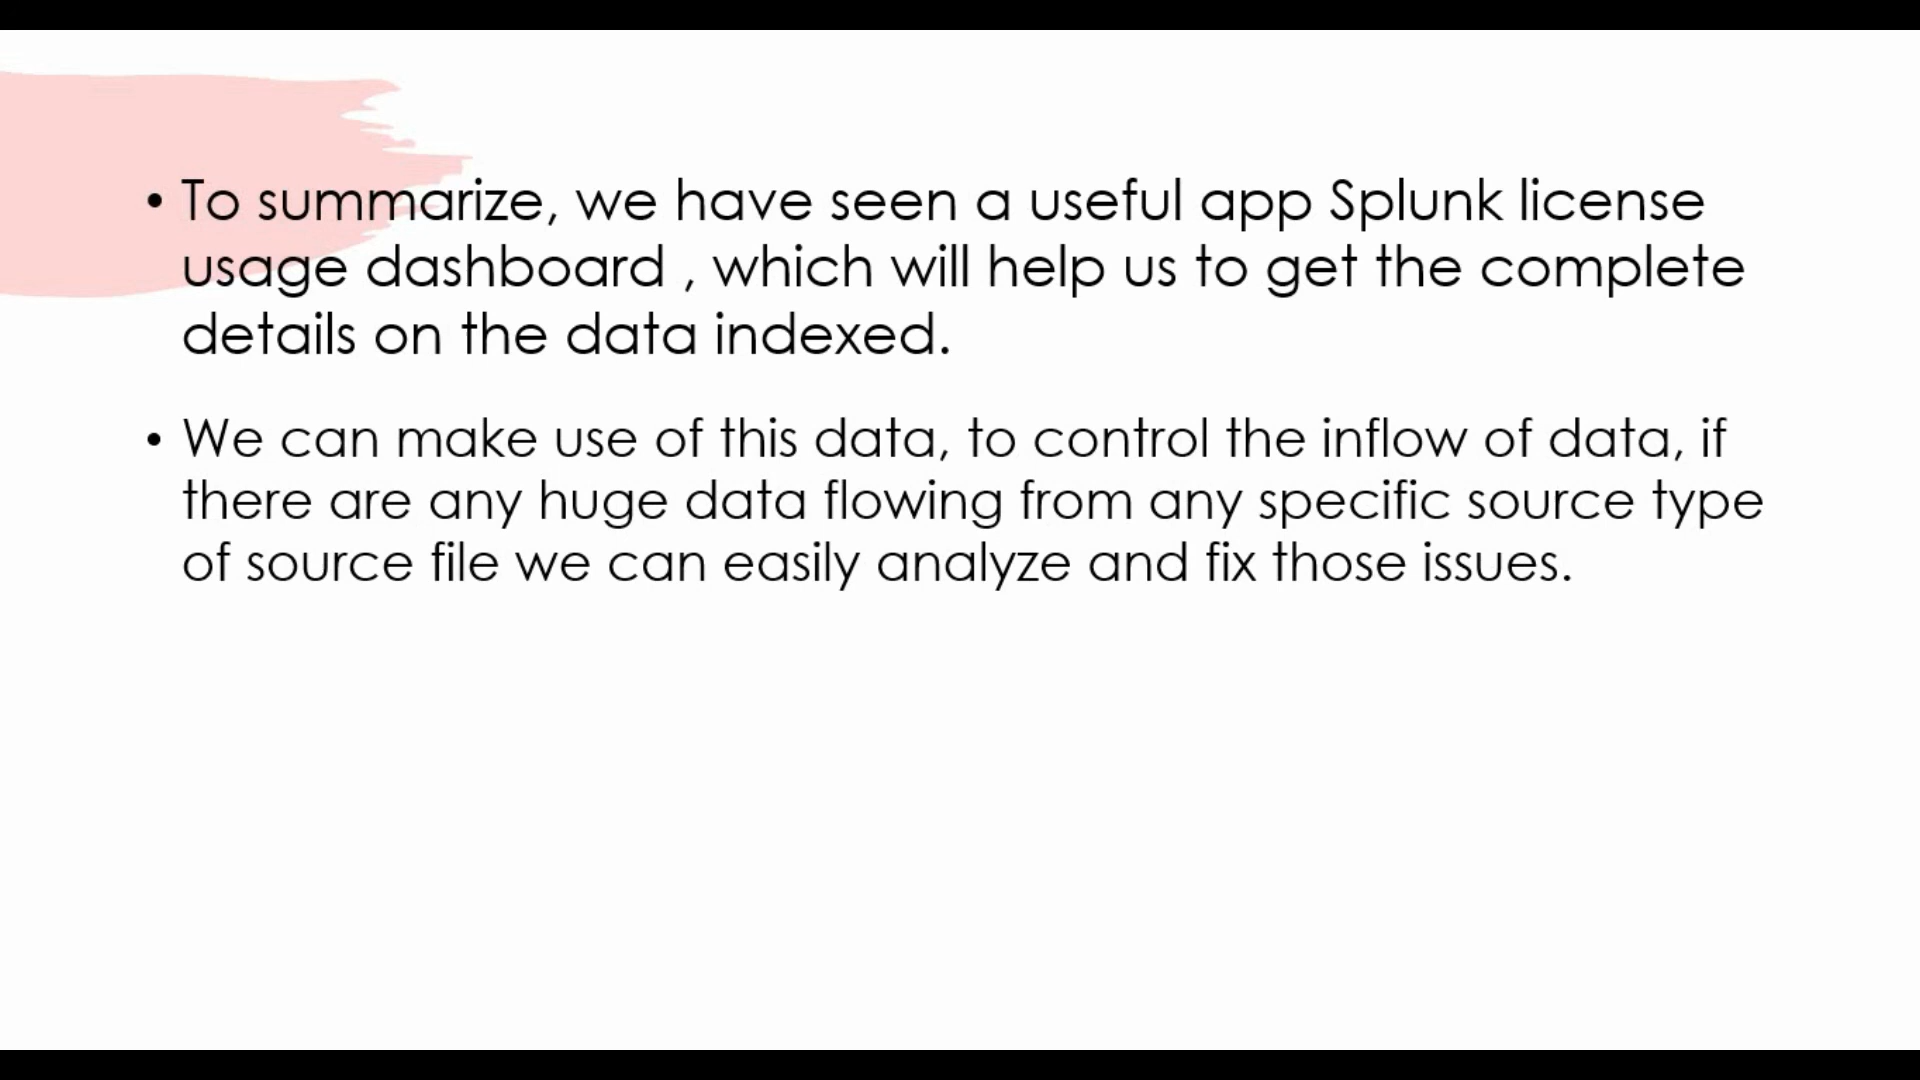 • To summarize, we have seen a useful app Splunk license
usage dashboard , which will help us to get the complete
details on the data indexed.
• We can make use of this data, to control the inflow of data, if
there are any huge data flowing from any specific source type
of source file we can easily analyze and fix those issues.